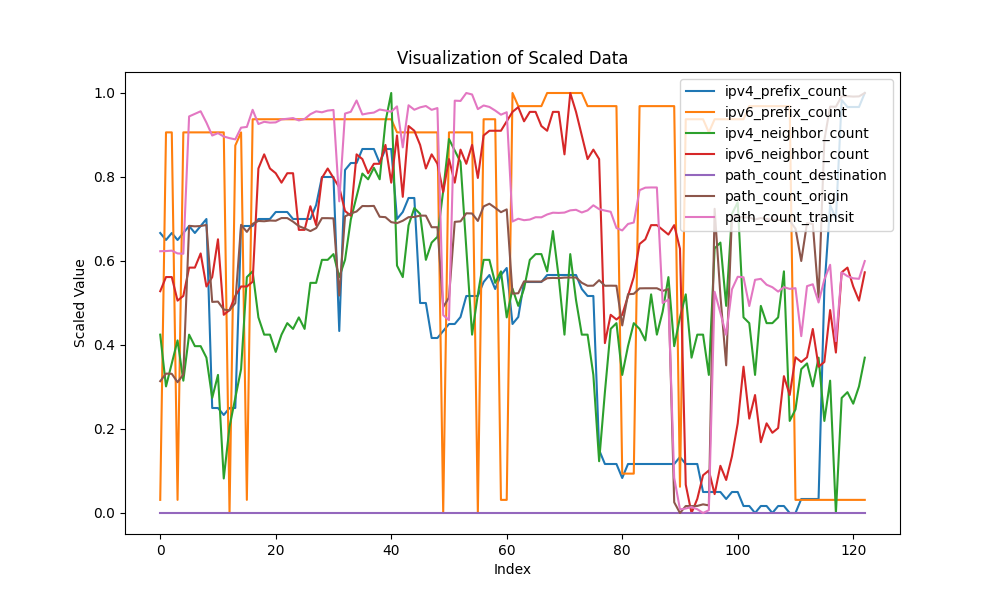 Visualization of Scaled Data
1.0
0.8
0.6
0.4
0.2
0.0
Scaled Value
0 20 40 60 80 100 120
Index
ipv4_prefix_count
ipv6_prefix_count
ipv4_neighbor_count
ipv6_neighbor_count
path_count_destination
path_count_origin
path_count_transit